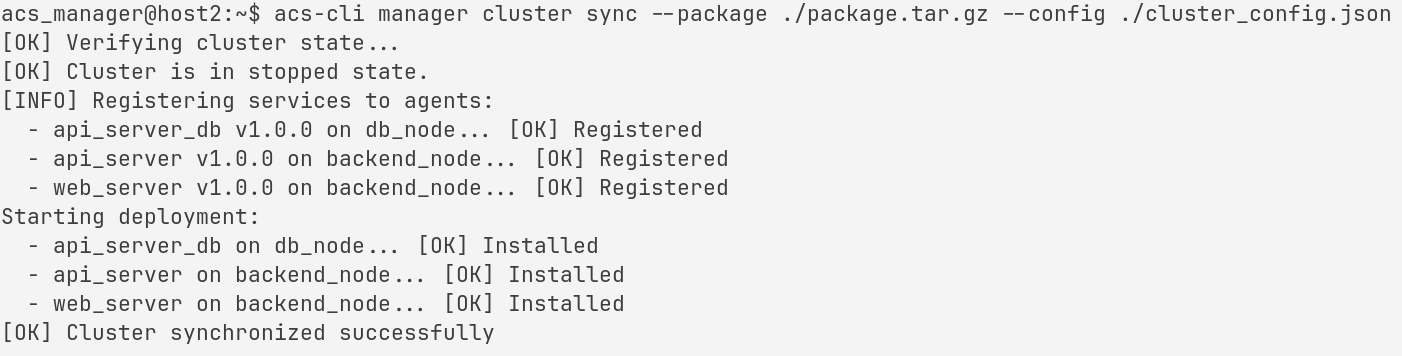 acs_manager@host2:~$ acs-cli manager cluster sync --package ./package.tar.gz --config ./cluster_config.json
[OK] Verifying cluster state...
[OK] Cluster is in stopped state.
[INFO] Registering services to agents:
  - api_server_db v1.0.0 on db_node... [OK] Registered
  - api_server v1.0.0 on backend_node... [OK] Registered
  - web_server v1.0.0 on backend_node... [OK] Registered
Starting deployment:
  - api_server_db on db_node... [OK] Installed
  - api_server on backend_node... [OK] Installed
  - web_server on backend_node... [OK] Installed
[OK] Cluster synchronized successfully